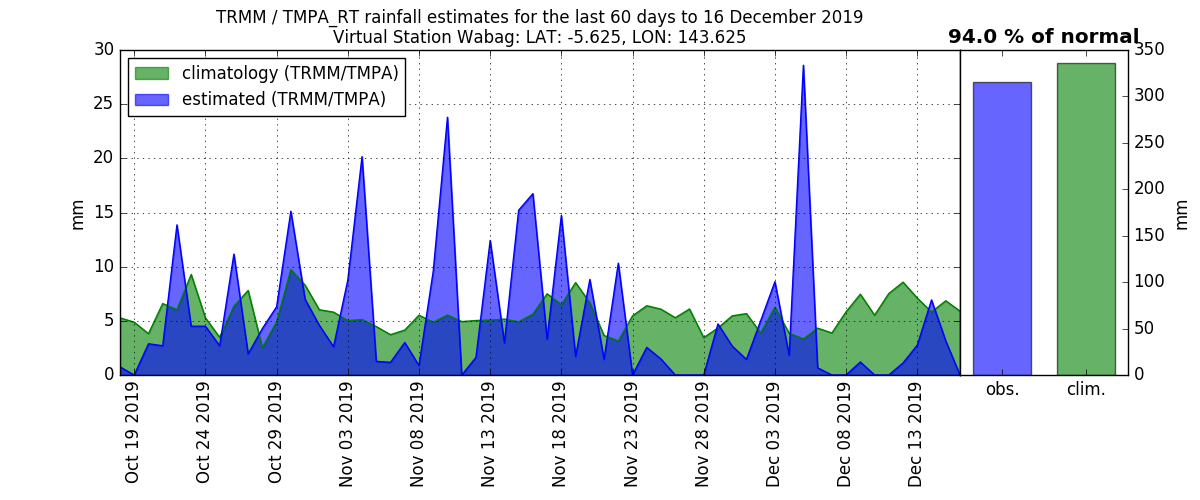 TRMM / TMPA_RT rainfall estimates for the last 60 days to 16 December 2019
Virtual Station Wabag: LAT: -5.625, LON: 143.625
94.0 % of normal
climatology (TRMM/TMPA)
estimated (TRMM/TMPA)
mm
30
25
20
15
10
5
0
Oct 19 2019
Oct 24 2019
Oct 29 2019
Nov 03 2019
Nov 08 2019
Nov 13 2019
Nov 18 2019
Nov 23 2019
Nov 28 2019
Dec 03 2019
Dec 08 2019
Dec 13 2019
350
300
250
200
150
100
50
0
mm
obs.
clim.